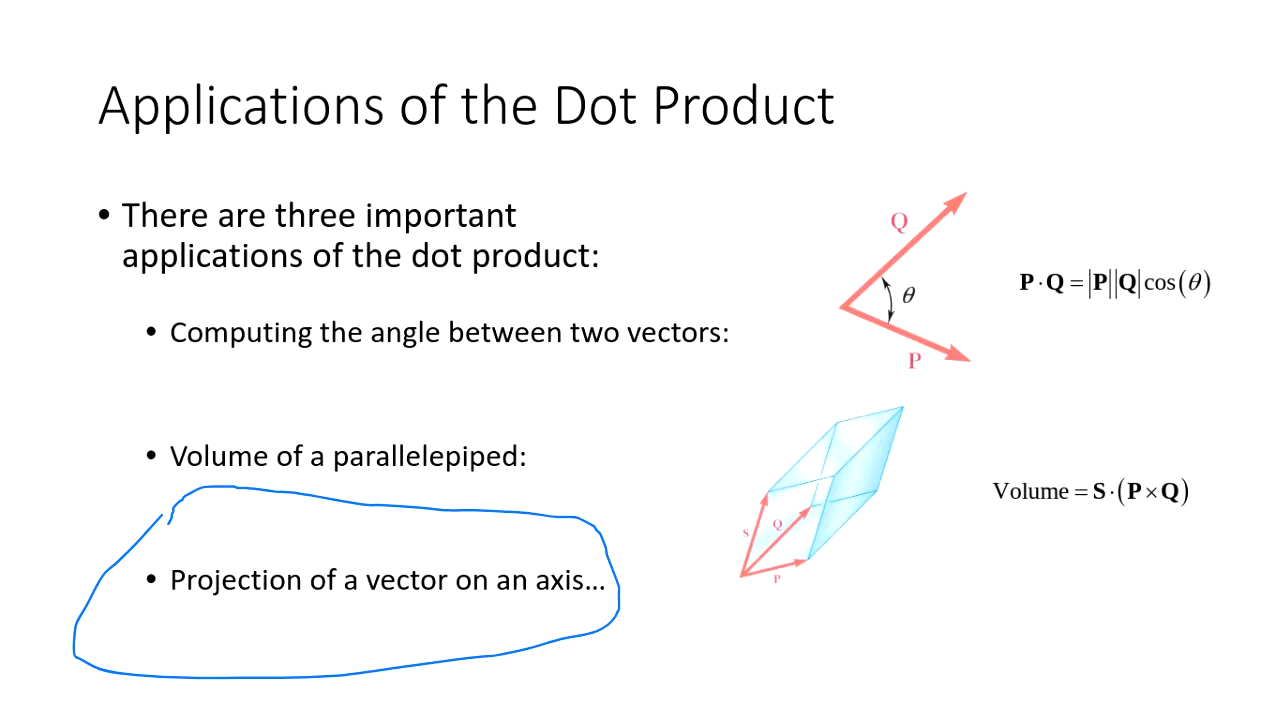 Applications of the Dot Product
• There are three important
applications of the dot product:
• Computing the angle between two vectors:
Q
θ
P
P · Q = |P||Q| cos(θ)
• Volume of a parallelepiped:
S
Q
P
Volume = S · (P × Q)
• Projection of a vector on an axis...